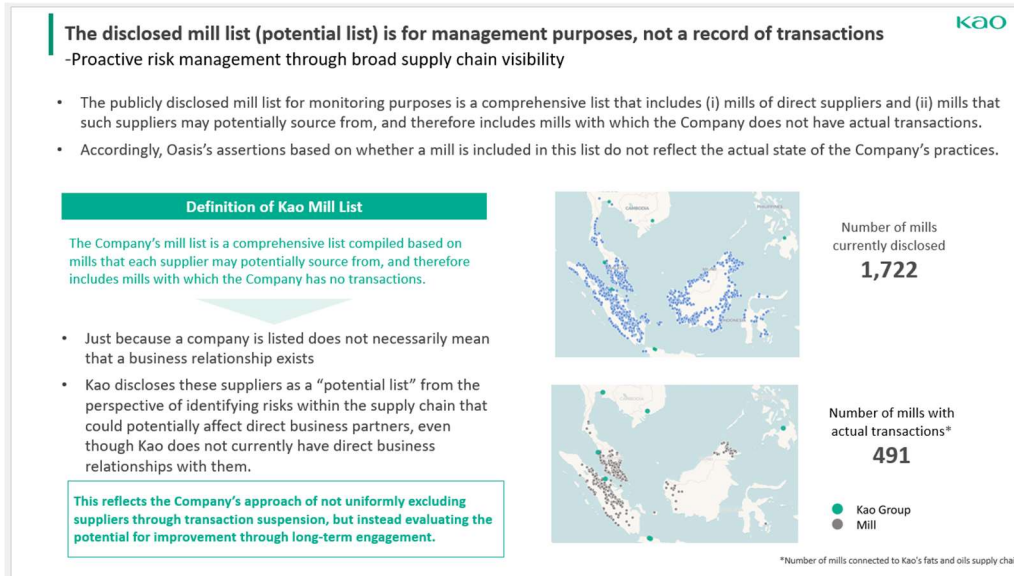 The disclosed mill list (potential list) is for management purposes, not a record of transactions
Kao
-Proactive risk management through broad supply chain visibility
• The publicly disclosed mill list for monitoring purposes is a comprehensive list that includes (i) mills of direct suppliers and (ii) mills that
such suppliers may potentially source from, and therefore includes mills with which the Company does not have actual transactions.
• Accordingly, Oasis's assertions based on whether a mill is included in this list do not reflect the actual state of the Company's practices.
Definition of Kao Mill List
The Company's mill list is a comprehensive list compiled based on
mills that each supplier may potentially source from, and therefore
includes mills with which the Company has no transactions.
• Just because a company is listed does not necessarily mean
that a business relationship exists
• Kao discloses these suppliers as a "potential list" from the
perspective of identifying risks within the supply chain that
could potentially affect direct business partners, even
though Kao does not currently have direct business
relationships with them.
This reflects the Company's approach of not uniformly excluding
suppliers through transaction suspension, but instead evaluating the
potential for improvement through long-term engagement.
CAMBODIA
Number of mills
currently disclosed
1,722
Number of mills with
actual transactions*
491
Kao Group
Mill
*Number of mills connected to Kao's fats and oils supply